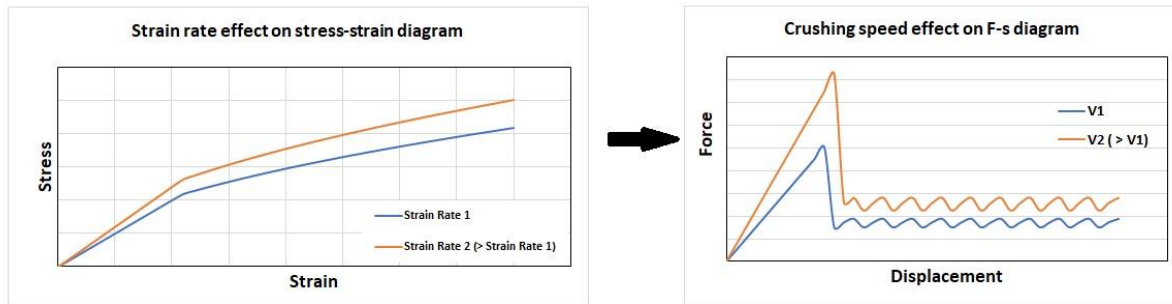 Strain rate effect on stress-strain diagram
Stress
Strain Rate 1
Strain Rate 2 (> Strain Rate 1)
Strain
Crushing speed effect on F-s diagram
Force
V1
V2 ( > V1)
Displacement